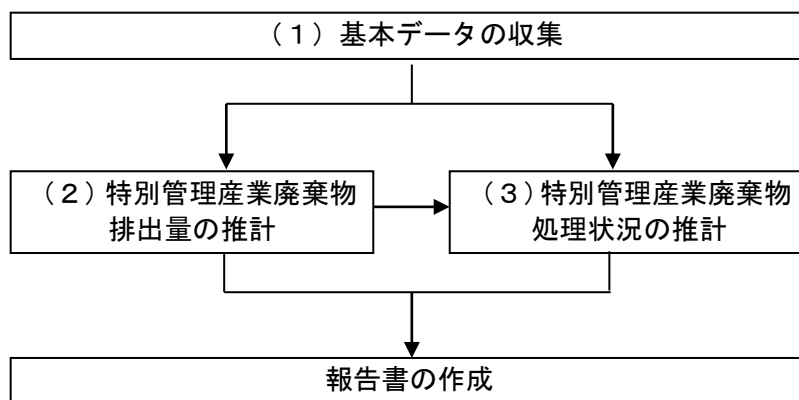 （１）基本データの収集
（２）特別管理産業廃棄物
排出量の推計
（３）特別管理産業廃棄物
処理状況の推計
報告書の作成